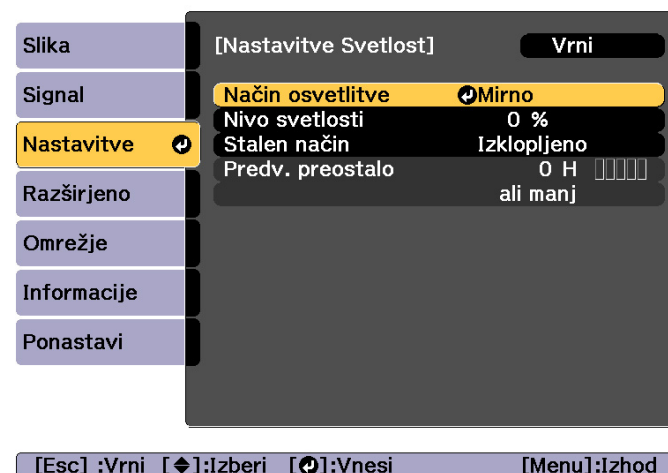 Slika
Signal
Nastavitve
Razširjeno
Omrežje
Informacije
Ponastavi
[Nastavitve Svetlost] Vrni
Način osvetlitve Mirno
Nivo svetlosti 0 %
Stalen način Izklopljeno
Predv. preostalo 0 H
ali manj
[Esc] :Vrni [◆]:Izberi [↵]:Vnesi [Menu]:Izhod